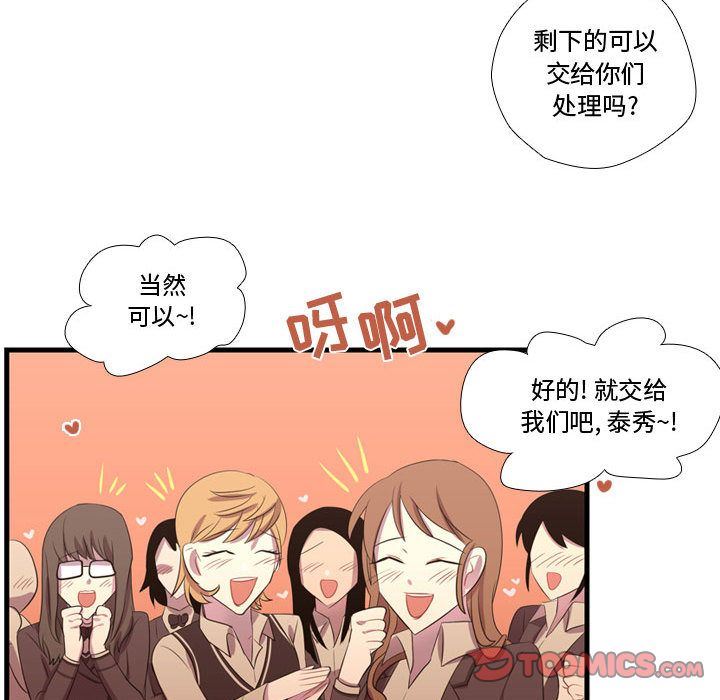 剩下的可以
交给你们
处理吗?
当然
可以~!
呀啊
好的! 就交给
我们吧, 泰秀~!
TOOMICS.COM